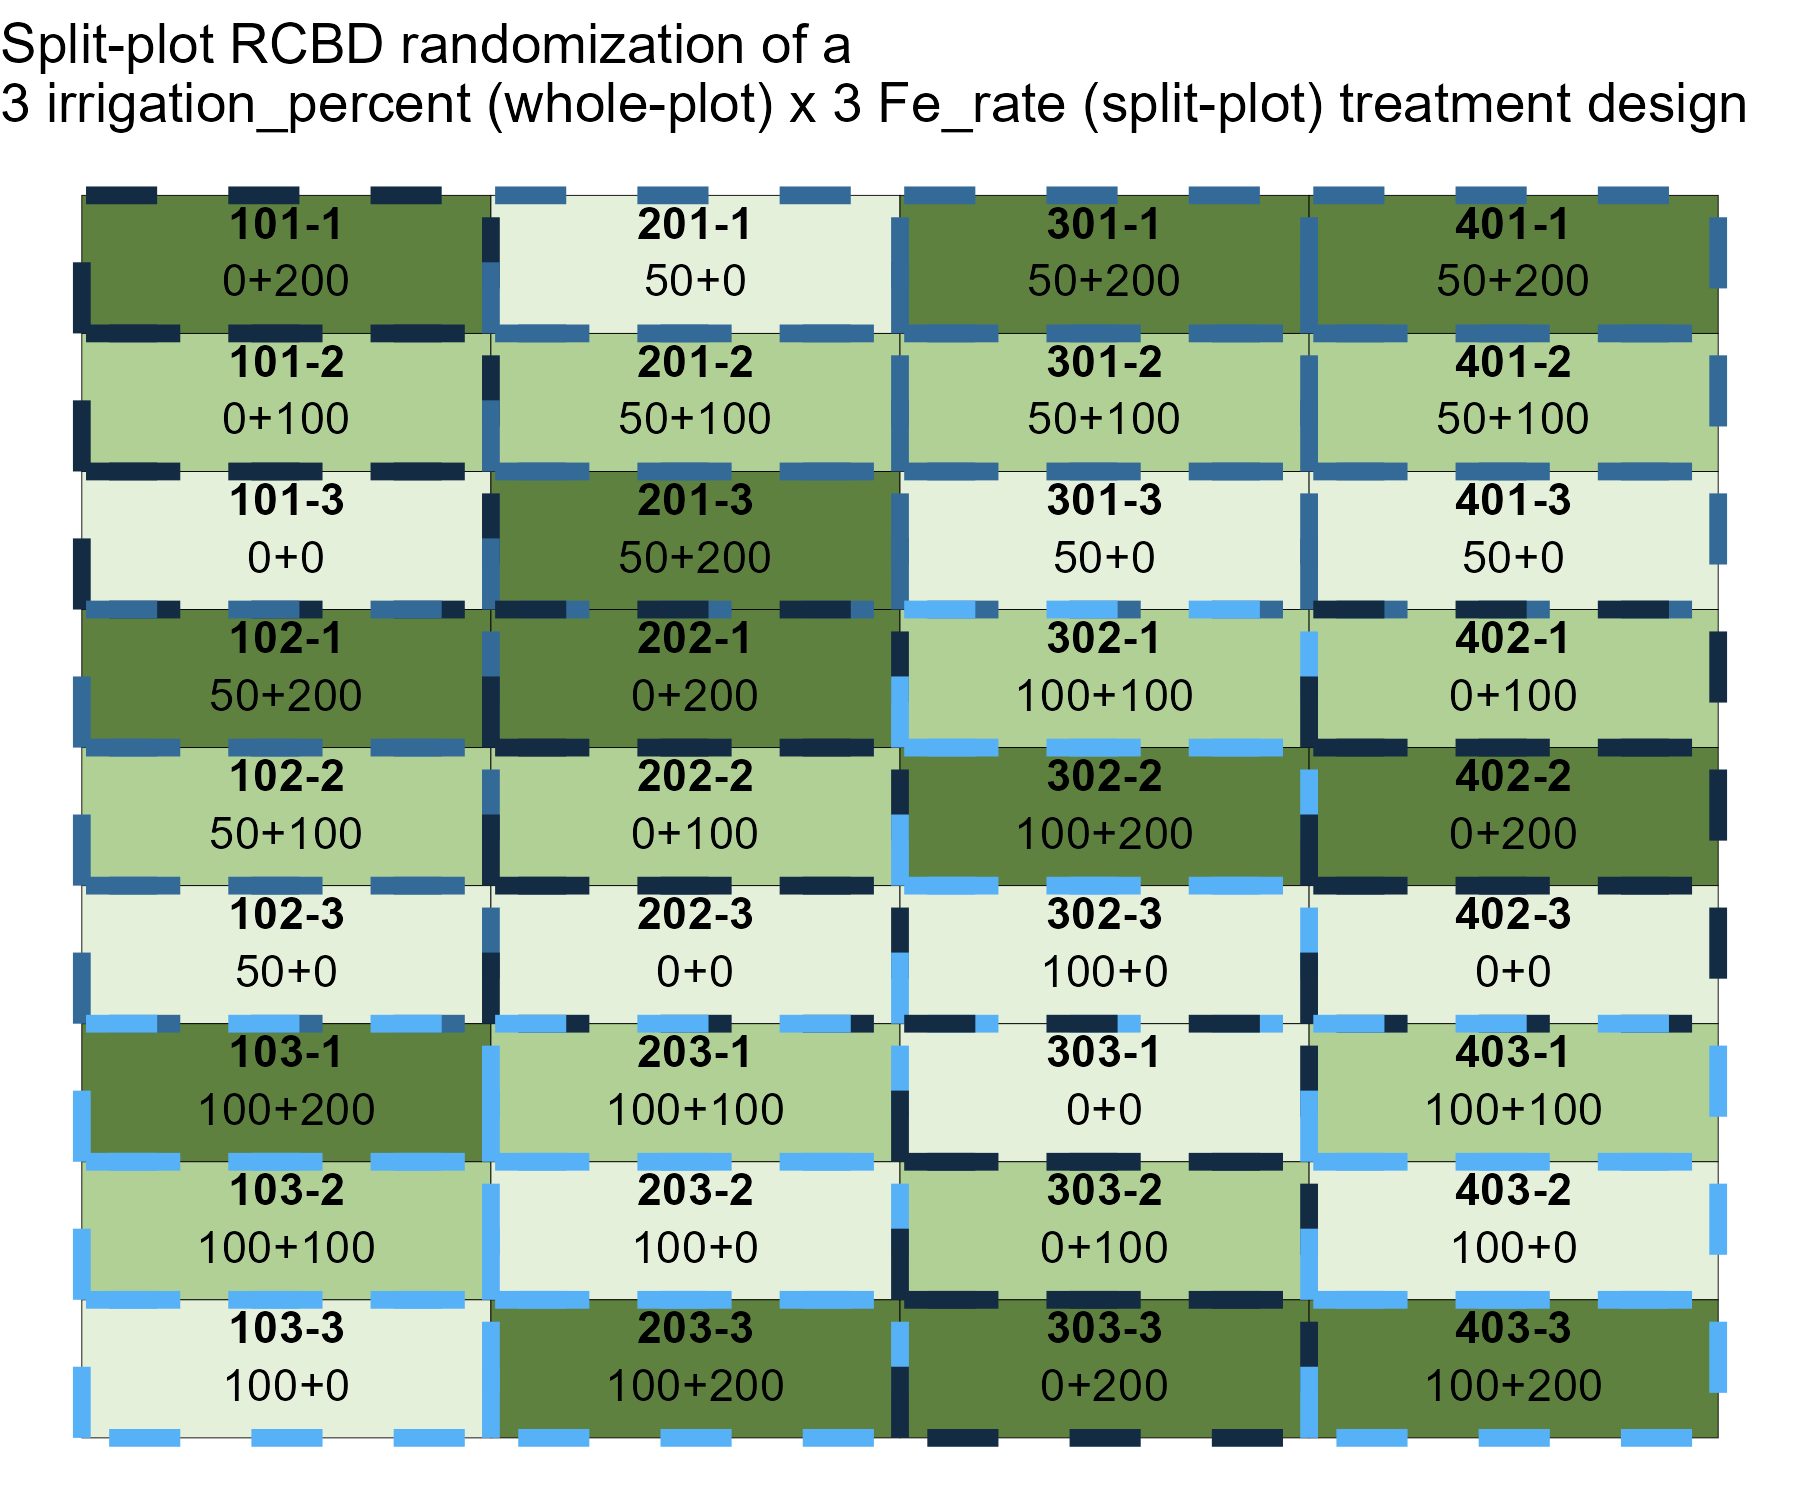 Split-plot RCBD randomization of a
3 irrigation_percent (whole-plot) x 3 Fe_rate (split-plot) treatment design
101-1 201-1 301-1 401-1
0+200 50+0 50+200 50+200
101-2 201-2 301-2 401-2
0+100 50+100 50+100 50+100
101-3 201-3 301-3 401-3
0+0 50+200 50+0 50+0
102-1 202-1 302-1 402-1
50+200 0+200 100+100 0+100
102-2 202-2 302-2 402-2
50+100 0+100 100+200 0+200
102-3 202-3 302-3 402-3
50+0 0+0 100+0 0+0
103-1 203-1 303-1 403-1
100+200 100+100 0+0 100+100
103-2 203-2 303-2 403-2
100+100 100+0 0+100 100+0
103-3 203-3 303-3 403-3
100+0 100+200 0+200 100+200